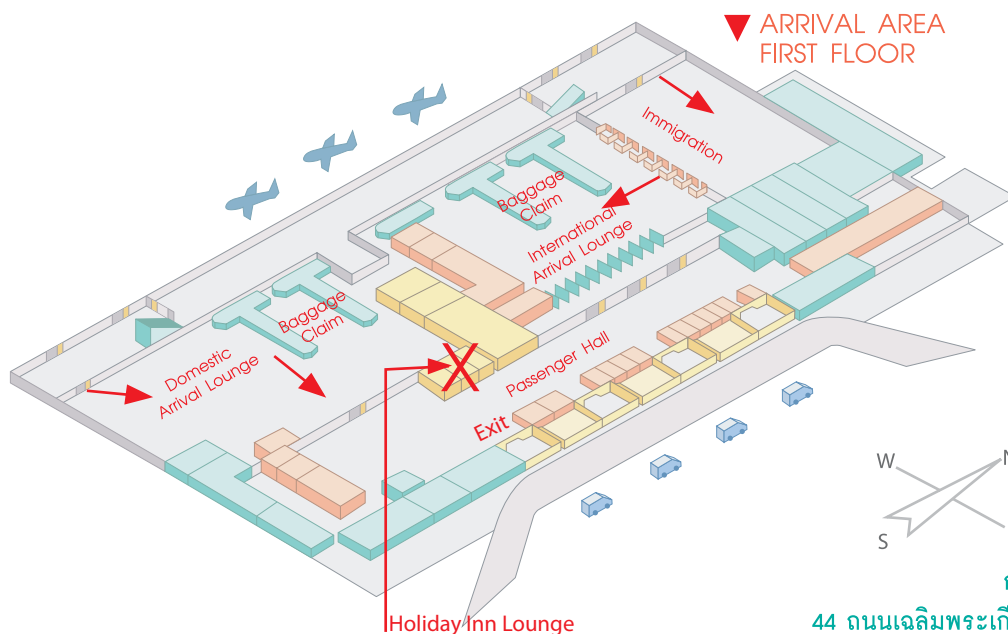 ARRIVAL AREA
FIRST FLOOR
Immigration
Baggage
Claim
International
Arrival Lounge
Baggage
Claim
Domestic
Arrival Lounge
Passenger Hall
Exit
W
N
S
Holiday Inn Lounge
44 ถนนเฉลิมพระเกี